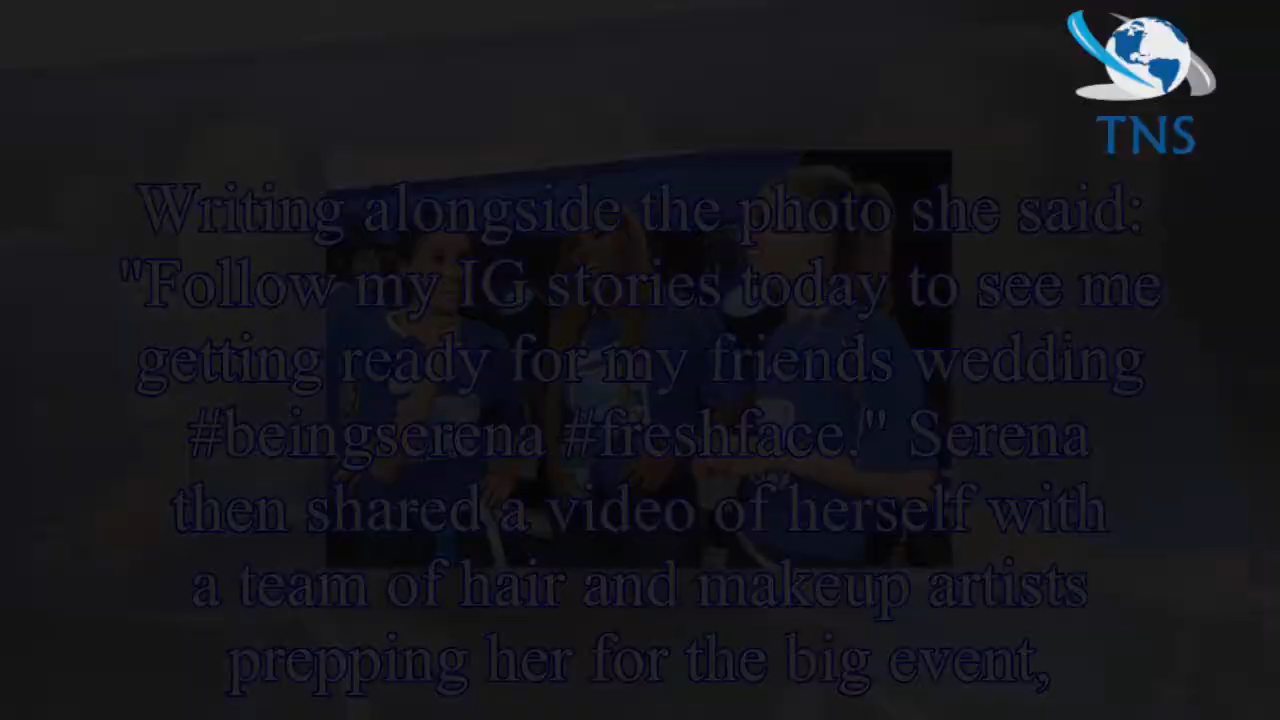 TNS
Writing alongside the photo she said:
"Follow my IG stories today to see me
getting ready for my friends wedding
#beingserena #freshface." Serena
then shared a video of herself with
a team of hair and makeup artists
prepping her for the big event,